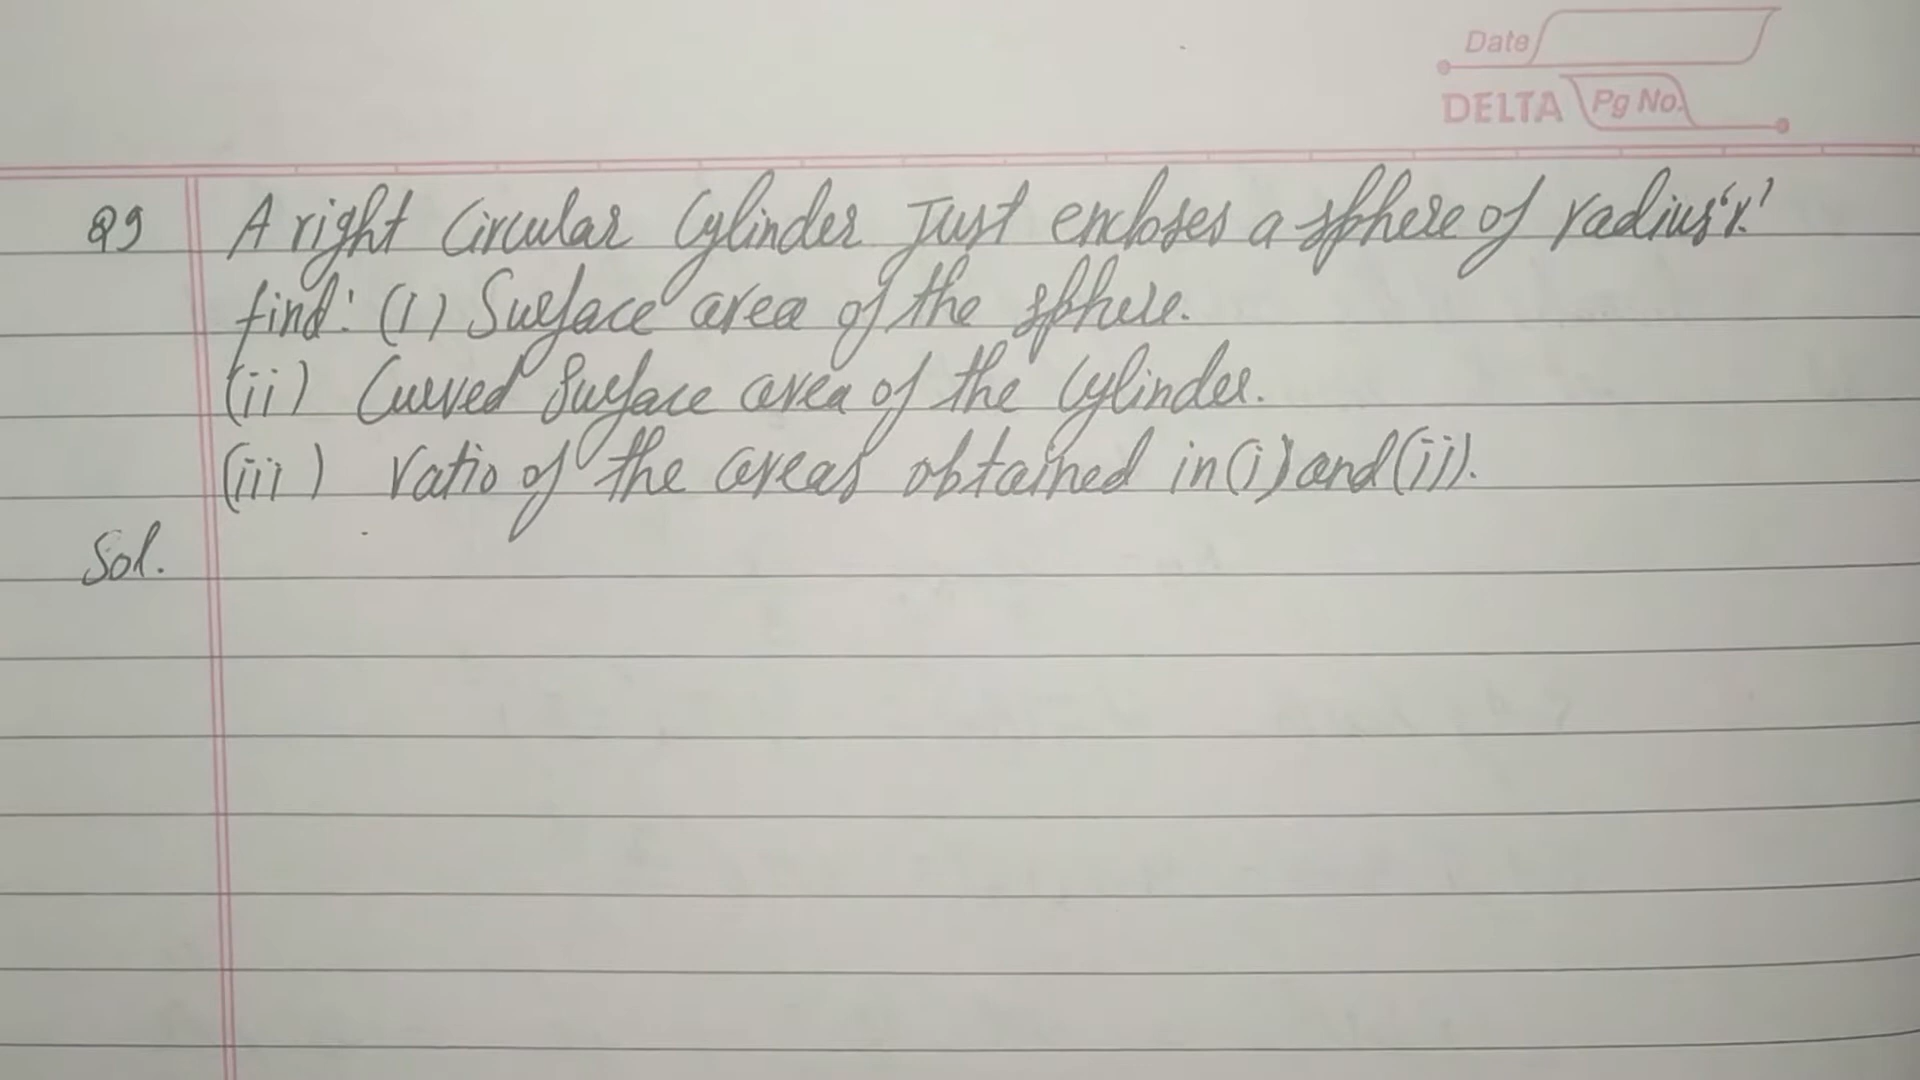 Date
DELTA Pg No.
Q9 A right Circular Cylinder Just encloses a sphere of radius 'r.'
find: (i) Surface area of the sphere.
(ii) Curved Surface area of the Cylinder.
(iii) Ratio of the areas obtained in (i) and (ii).
Sol.